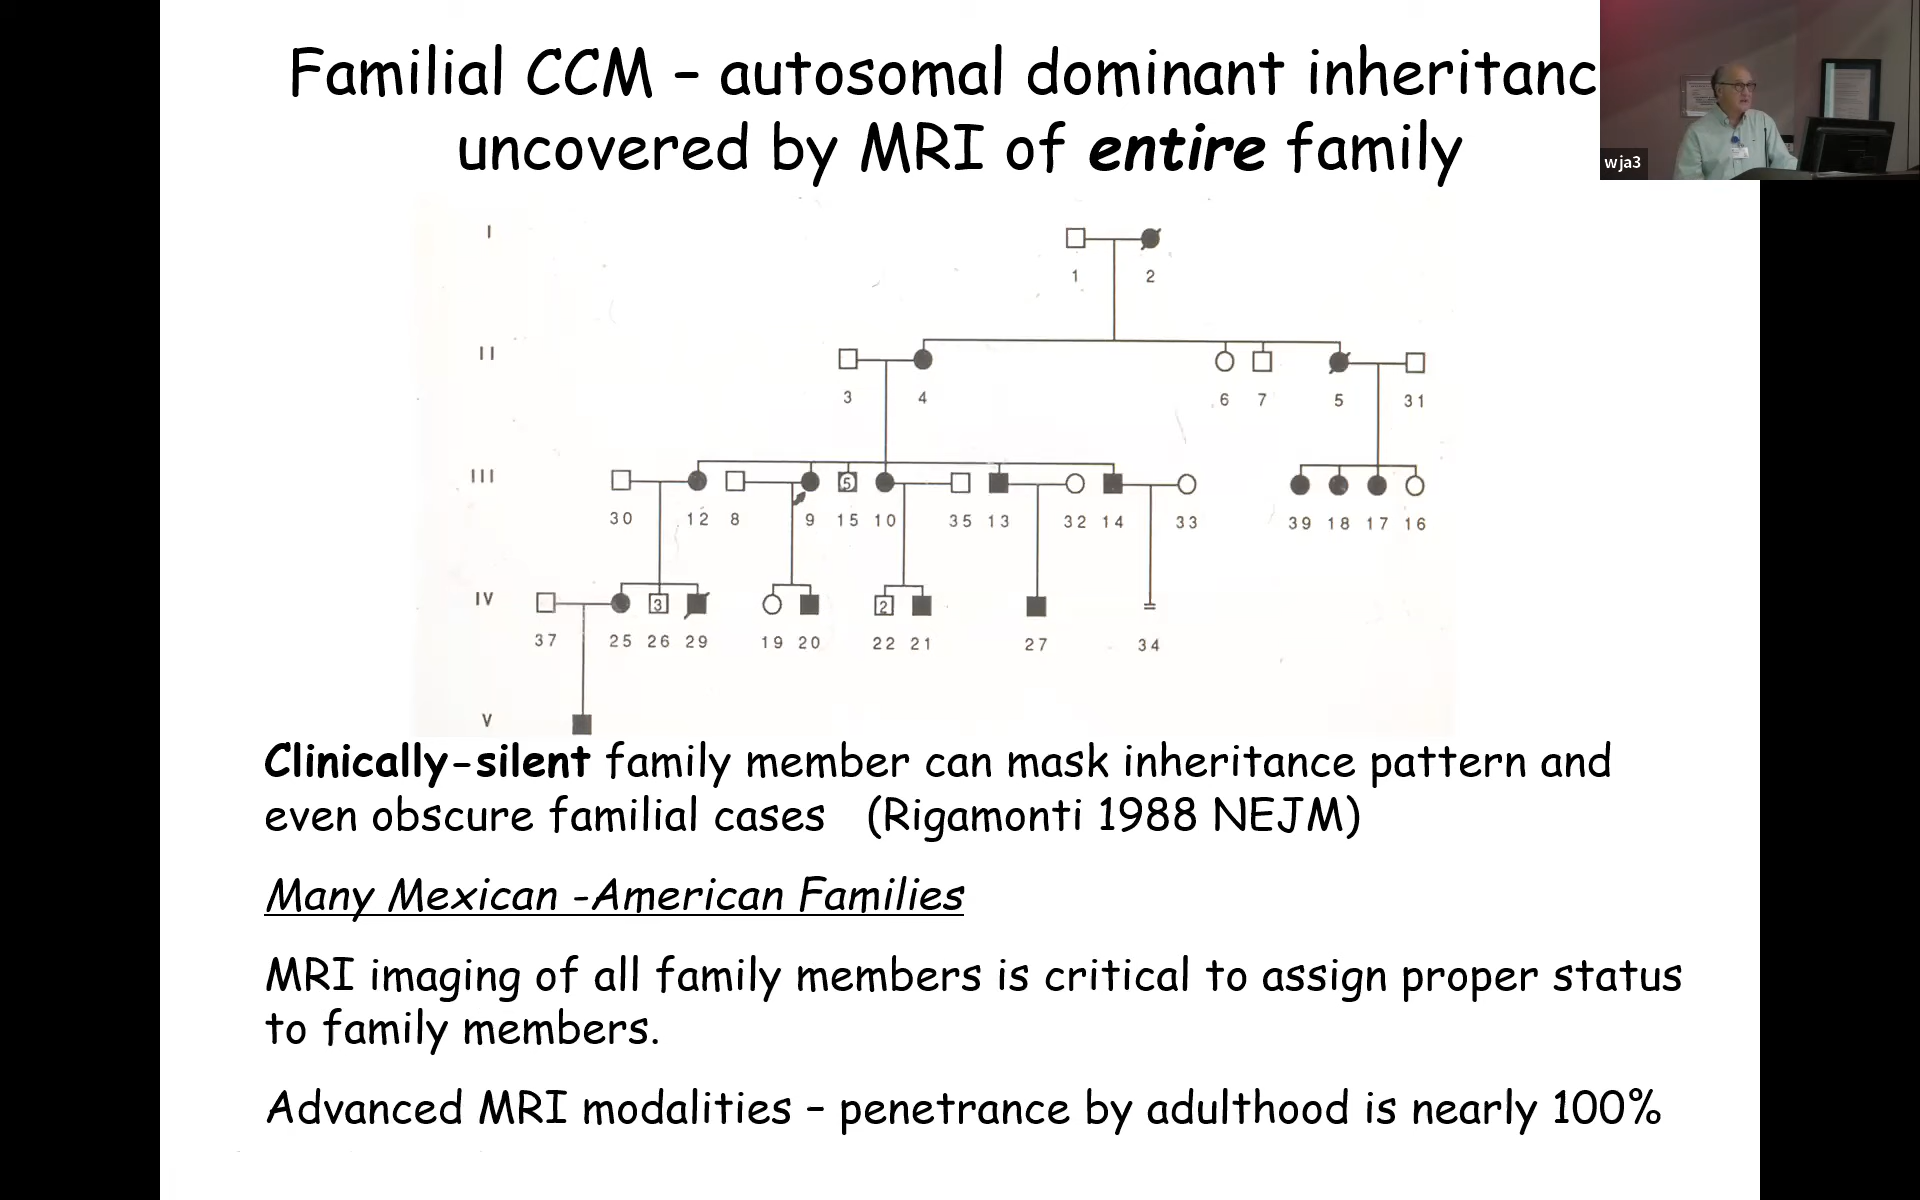 Familial CCM – autosomal dominant inheritanc
uncovered by MRI of entire family
wja3
I
1 2
II
3 4 6 7 5 31
III
5
30 12 8 9 15 10 35 13 32 14 33 39 18 17 16
IV
3 2
37 25 26 29 19 20 22 21 27 34
V
Clinically-silent family member can mask inheritance pattern and
even obscure familial cases (Rigamonti 1988 NEJM)
Many Mexican -American Families
MRI imaging of all family members is critical to assign proper status
to family members.
Advanced MRI modalities – penetrance by adulthood is nearly 100%